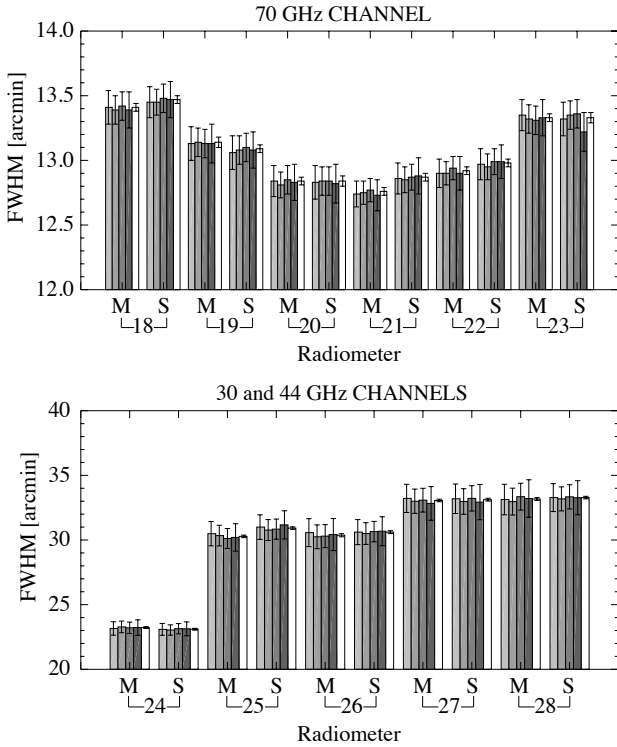 70 GHz CHANNEL
14.0
13.5
13.0
12.5
12.0
FWHM [arcmin]
M S M S M S M S M S M S
18 19 20 21 22 23
Radiometer
30 and 44 GHz CHANNELS
40
35
30
25
20
FWHM [arcmin]
M S M S M S M S M S
24 25 26 27 28
Radiometer